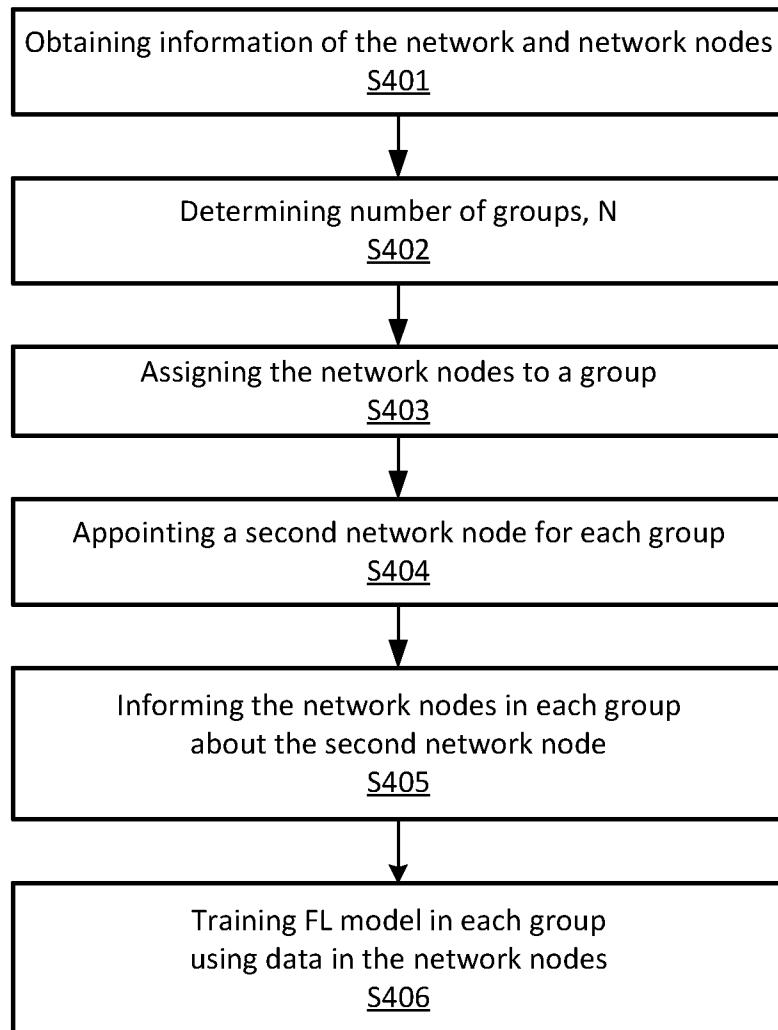 Obtaining information of the network and network nodes
S401
Determining number of groups, N
S402
Assigning the network nodes to a group
S403
Appointing a second network node for each group
S404
Informing the network nodes in each group
about the second network node
S405
Training FL model in each group
using data in the network nodes
S406